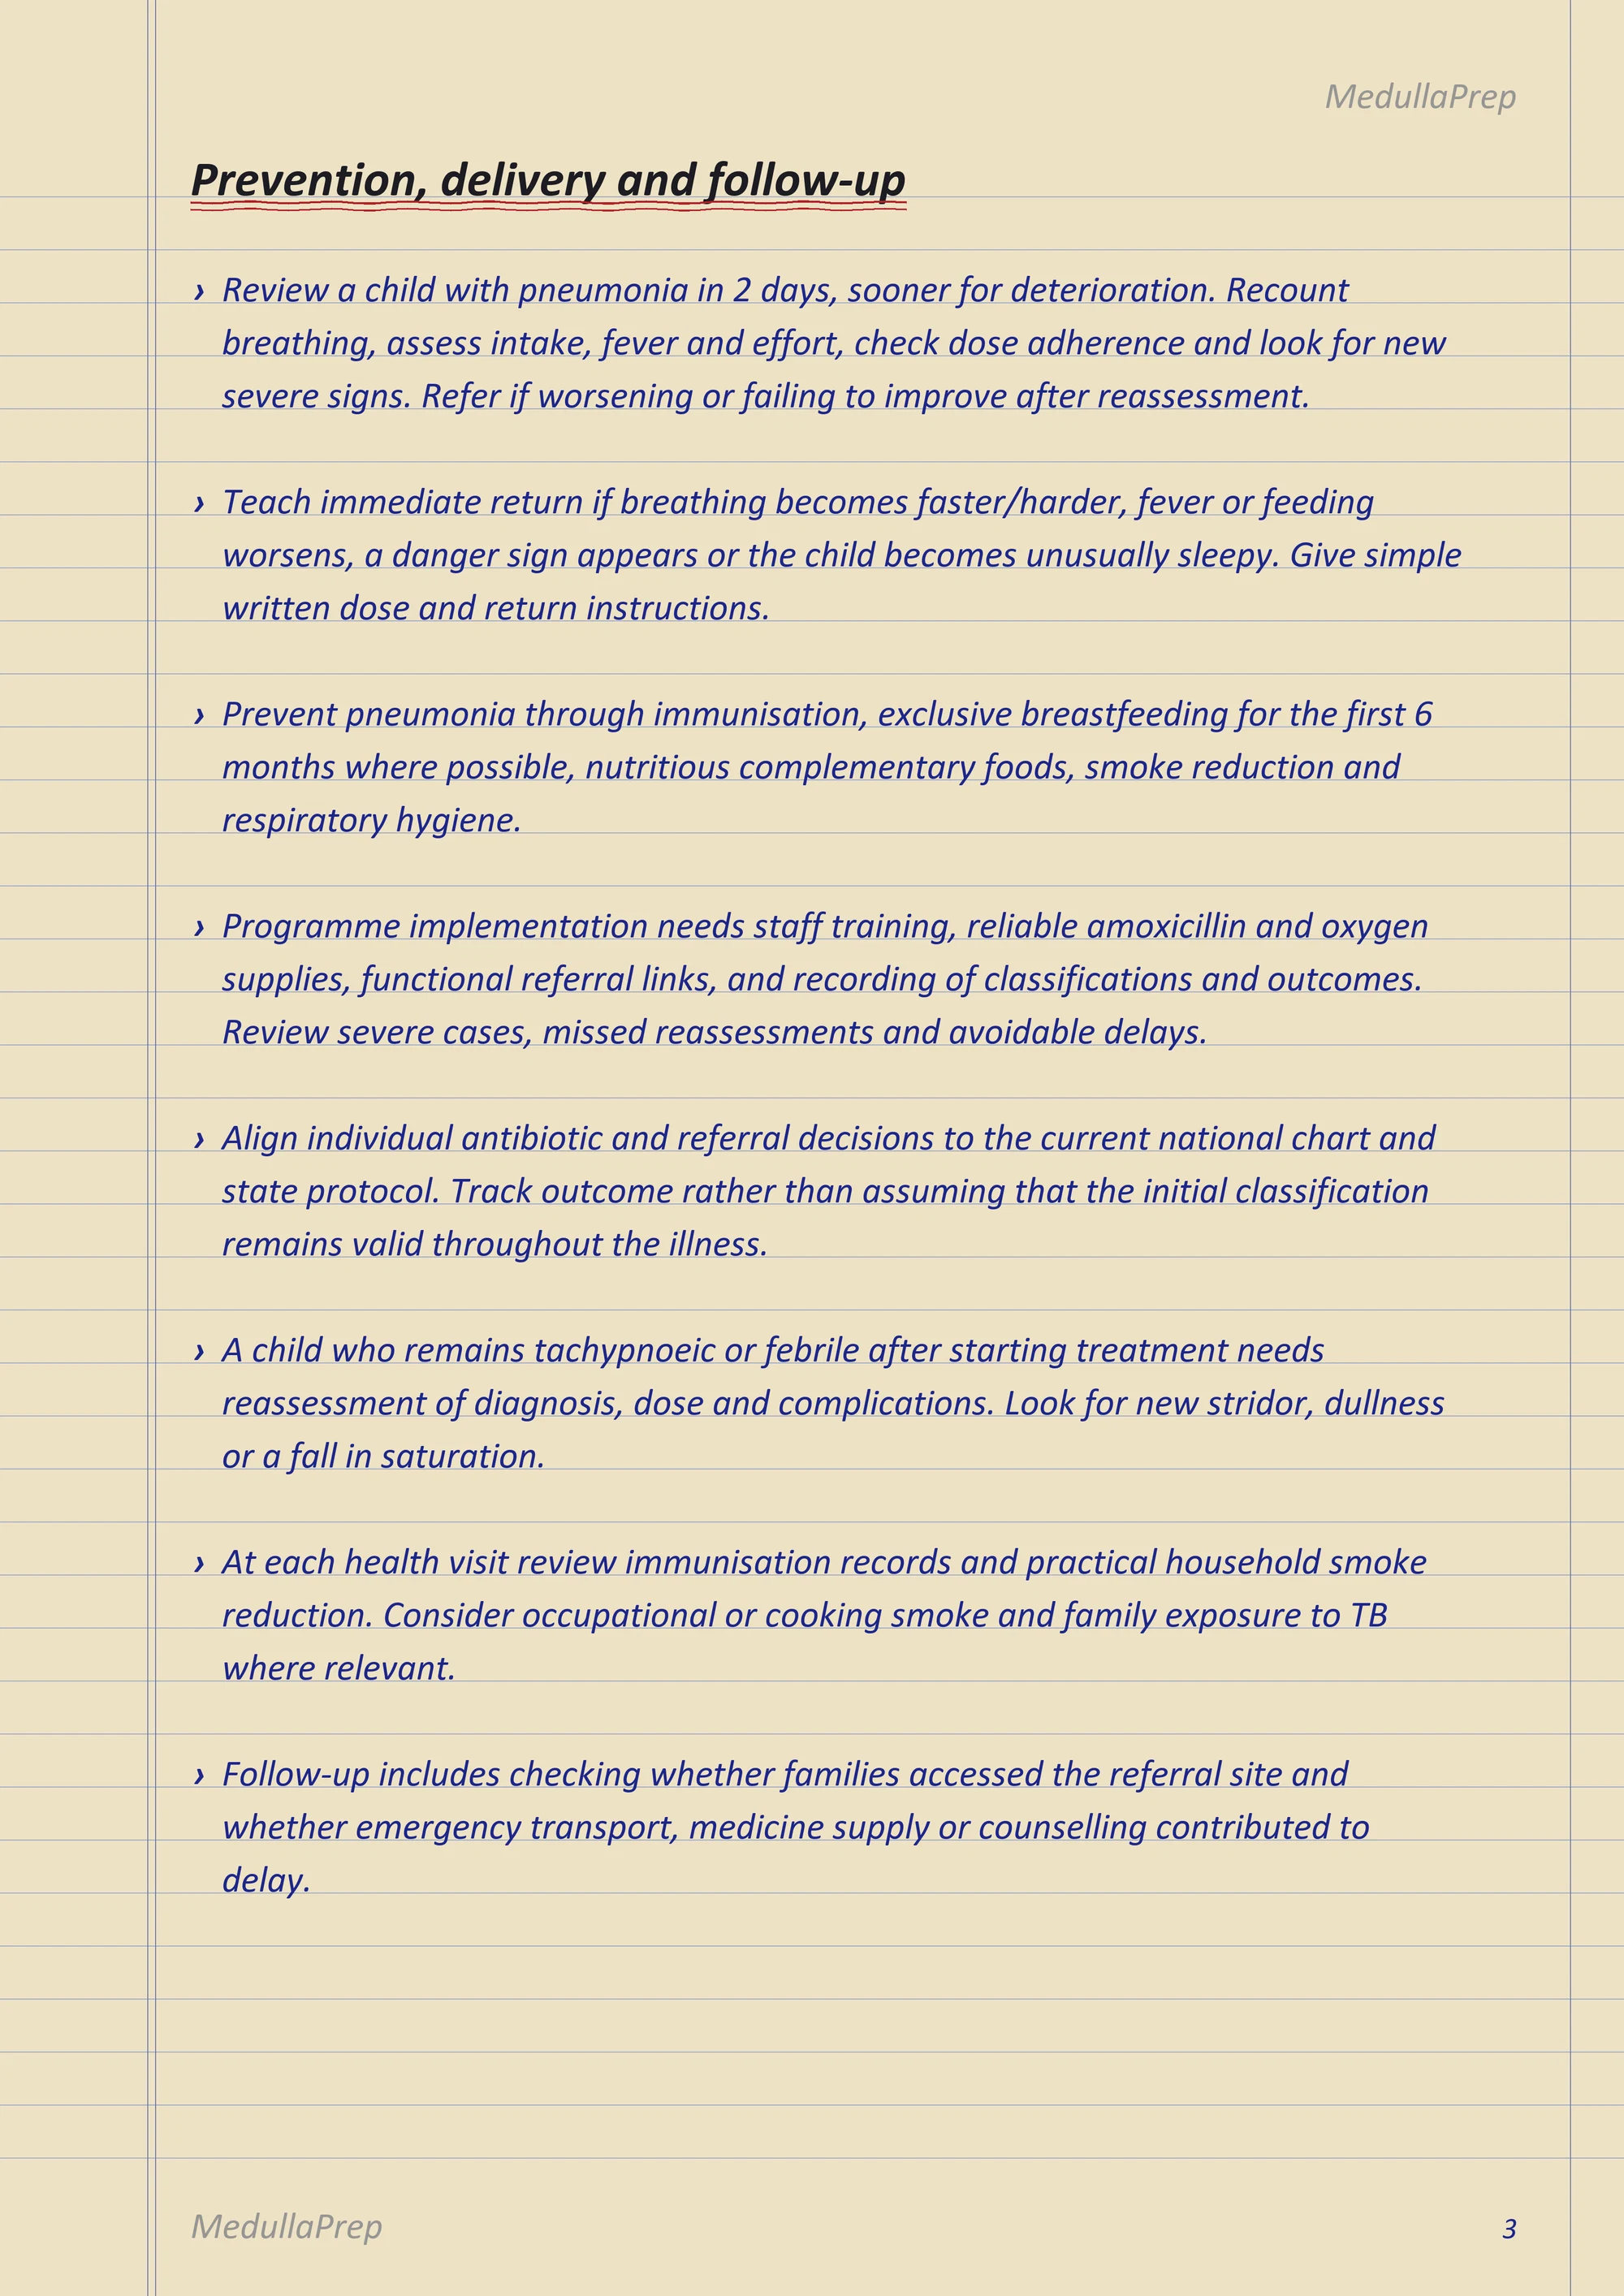 MedullaPrep
Prevention, delivery and follow-up
› Review a child with pneumonia in 2 days, sooner for deterioration. Recount
breathing, assess intake, fever and effort, check dose adherence and look for new
severe signs. Refer if worsening or failing to improve after reassessment.
› Teach immediate return if breathing becomes faster/harder, fever or feeding
worsens, a danger sign appears or the child becomes unusually sleepy. Give simple
written dose and return instructions.
› Prevent pneumonia through immunisation, exclusive breastfeeding for the first 6
months where possible, nutritious complementary foods, smoke reduction and
respiratory hygiene.
› Programme implementation needs staff training, reliable amoxicillin and oxygen
supplies, functional referral links, and recording of classifications and outcomes.
Review severe cases, missed reassessments and avoidable delays.
› Align individual antibiotic and referral decisions to the current national chart and
state protocol. Track outcome rather than assuming that the initial classification
remains valid throughout the illness.
› A child who remains tachypnoeic or febrile after starting treatment needs
reassessment of diagnosis, dose and complications. Look for new stridor, dullness
or a fall in saturation.
› At each health visit review immunisation records and practical household smoke
reduction. Consider occupational or cooking smoke and family exposure to TB
where relevant.
› Follow-up includes checking whether families accessed the referral site and
whether emergency transport, medicine supply or counselling contributed to
delay.
MedullaPrep
3